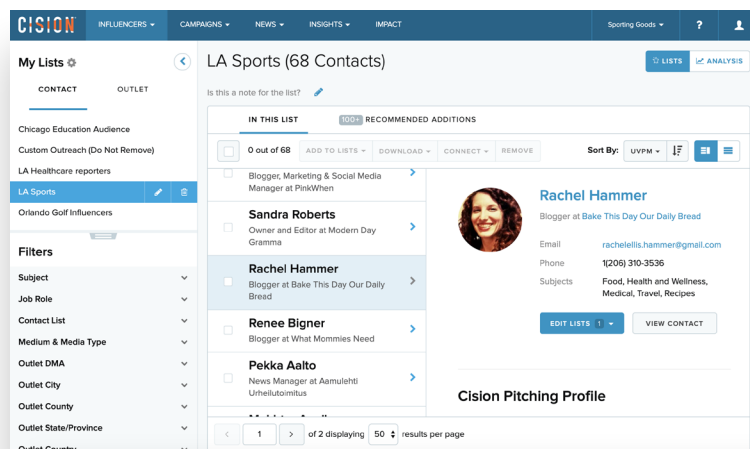 CISION
INFLUENCERS CAMPAIGNS NEWS INSIGHTS IMPACT Sporting Goods ?
My Lists
CONTACT OUTLET
Chicago Education Audience
Custom Outreach (Do Not Remove)
LA Healthcare reporters
LA Sports
Orlando Golf Influencers
Filters
Subject
Job Role
Contact List
Medium & Media Type
Outlet DMA
Outlet City
Outlet County
Outlet State/Province
Outlet Country
LA Sports (68 Contacts)
LISTS ANALYSIS
Is this a note for the list?
IN THIS LIST 100+ RECOMMENDED ADDITIONS
0 out of 68 ADD TO LISTS DOWNLOAD CONNECT REMOVE Sort By: UVPM
Blogger, Marketing & Social Media
Manager at PinkWhen
Sandra Roberts
Owner and Editor at Modern Day
Gramma
Rachel Hammer
Blogger at Bake This Day Our Daily
Bread
Renee Bigner
Blogger at What Mommies Need
Pekka Aalto
News Manager at Aamulehti
Urheilutoimitus
Rachel Hammer
Blogger at Bake This Day Our Daily Bread
Email rachelellis.hammer@gmail.com
Phone 1(206) 310-3536
Subjects Food, Health and Wellness,
Medical, Travel, Recipes
EDIT LISTS 1 VIEW CONTACT
Cision Pitching Profile
1 of 2 displaying 50 results per page